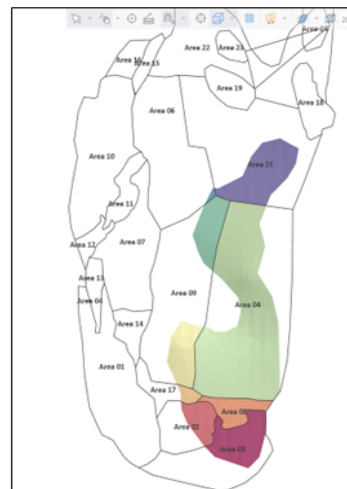 Area 24
Area 22
Area 23
Area 15
Area 19
Area 18
Area 06
Area 10
Area 21
Area 11
Area 07
Area 12
Area 13
Area 04
Area 09
Area 04
Area 14
Area 01
Area 17
Area 08
Area 02
Area 03